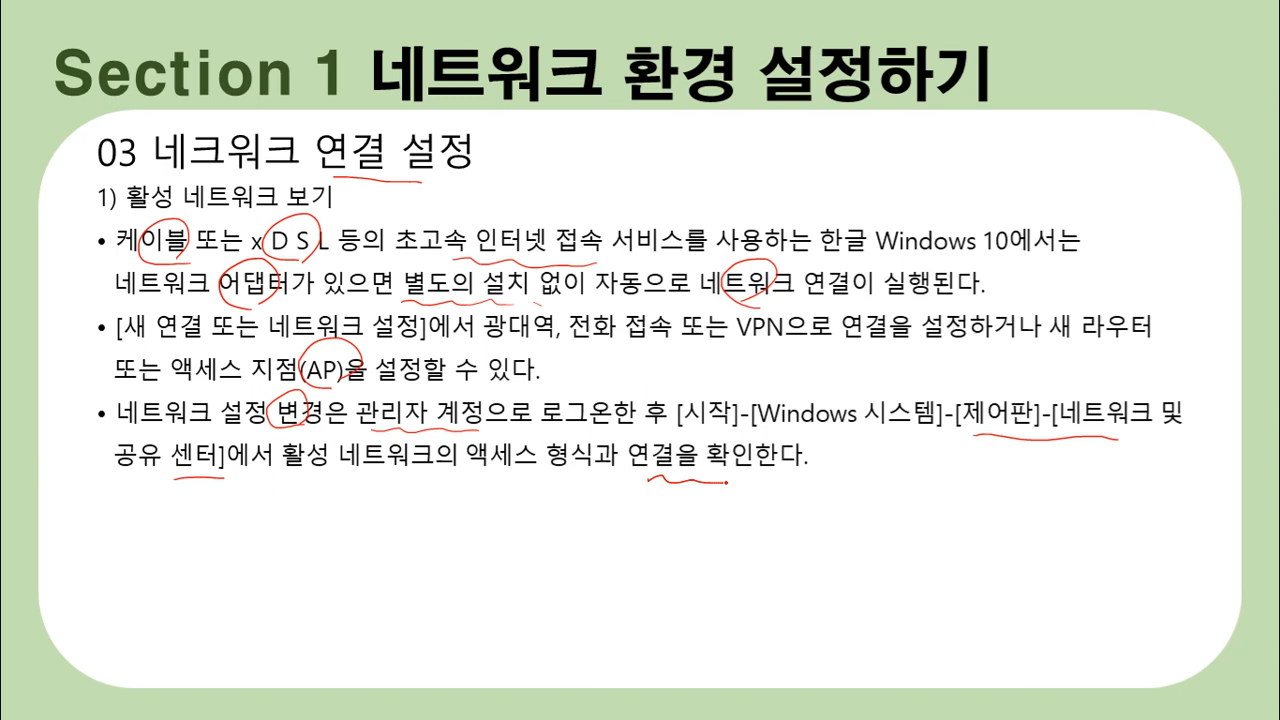 Section 1 네트워크 환경 설정하기
03 네크워크 연결 설정
1) 활성 네트워크 보기
• 케이블 또는 x D S L 등의 초고속 인터넷 접속 서비스를 사용하는 한글 Windows 10에서는
네트워크 어댑터가 있으면 별도의 설치 없이 자동으로 네트워크 연결이 실행된다.
• [새 연결 또는 네트워크 설정]에서 광대역, 전화 접속 또는 VPN으로 연결을 설정하거나 새 라우터
또는 액세스 지점(AP)을 설정할 수 있다.
• 네트워크 설정 변경은 관리자 계정으로 로그온한 후 [시작]-[Windows 시스템]-[제어판]-[네트워크 및
공유 센터]에서 활성 네트워크의 액세스 형식과 연결을 확인한다.